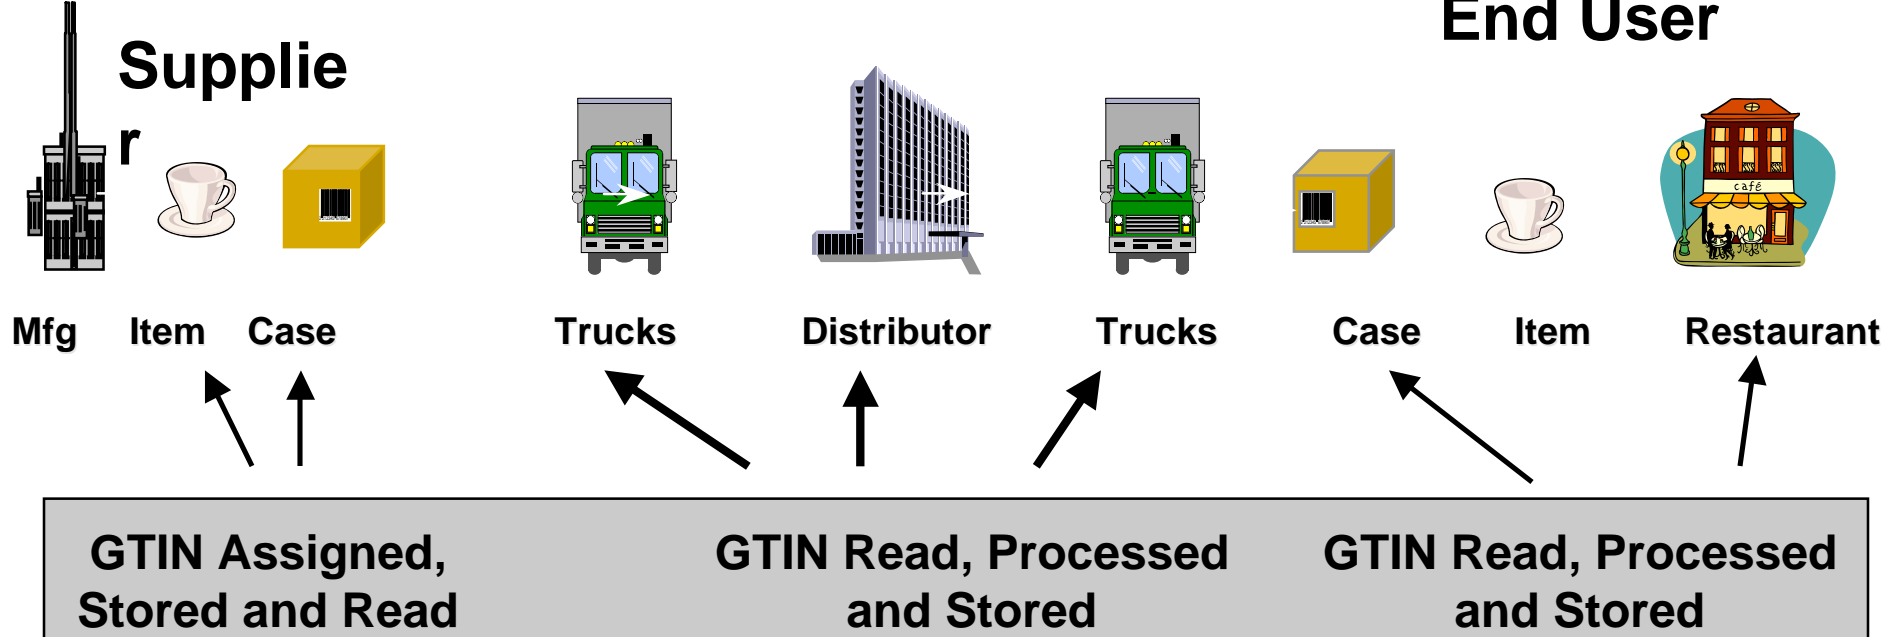 End User
Supplie
r
café
Mfg Item Case Trucks Distributor Trucks Case Item Restaurant
GTIN Assigned, GTIN Read, Processed GTIN Read, Processed
Stored and Read and Stored and Stored